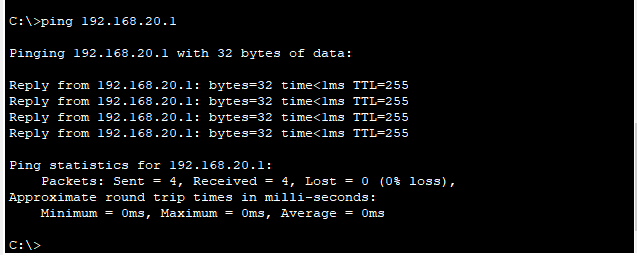 C:\>ping 192.168.20.1
Pinging 192.168.20.1 with 32 bytes of data:
Reply from 192.168.20.1: bytes=32 time<1ms TTL=255
Reply from 192.168.20.1: bytes=32 time<1ms TTL=255
Reply from 192.168.20.1: bytes=32 time<1ms TTL=255
Reply from 192.168.20.1: bytes=32 time<1ms TTL=255
Ping statistics for 192.168.20.1:
    Packets: Sent = 4, Received = 4, Lost = 0 (0% loss),
Approximate round trip times in milli-seconds:
    Minimum = 0ms, Maximum = 0ms, Average = 0ms
C:\>